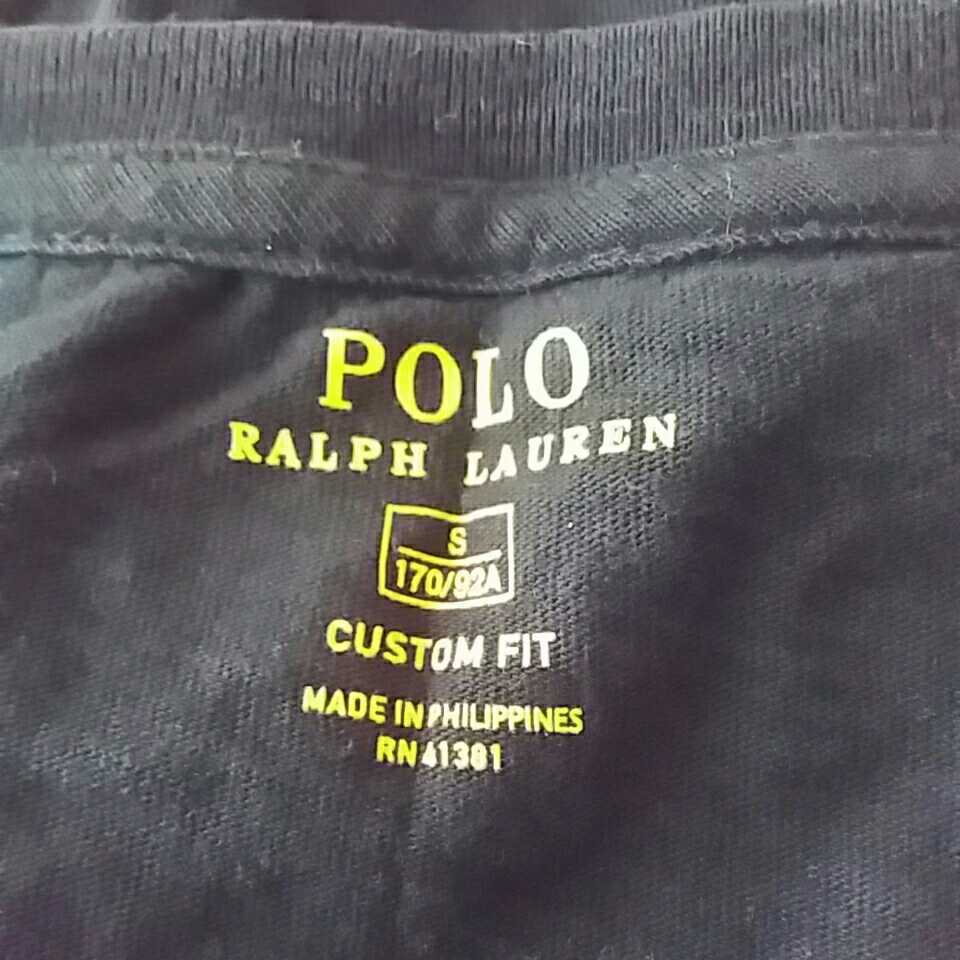 POLO
RALPH LAUREN
S
170/92A
CUSTOM FIT
MADE IN PHILIPPINES
RN 41381